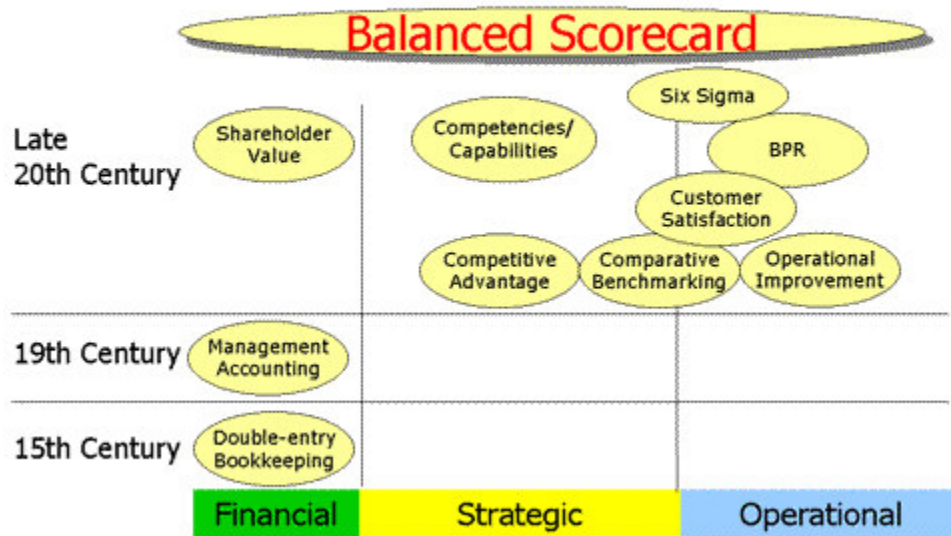 Balanced Scorecard
Late
20th Century
Shareholder
Value
Competencies/
Capabilities
Six Sigma
BPR
Customer
Satisfaction
Competitive
Advantage
Comparative
Benchmarking
Operational
Improvement
19th Century
Management
Accounting
15th Century
Double-entry
Bookkeeping
Financial
Strategic
Operational